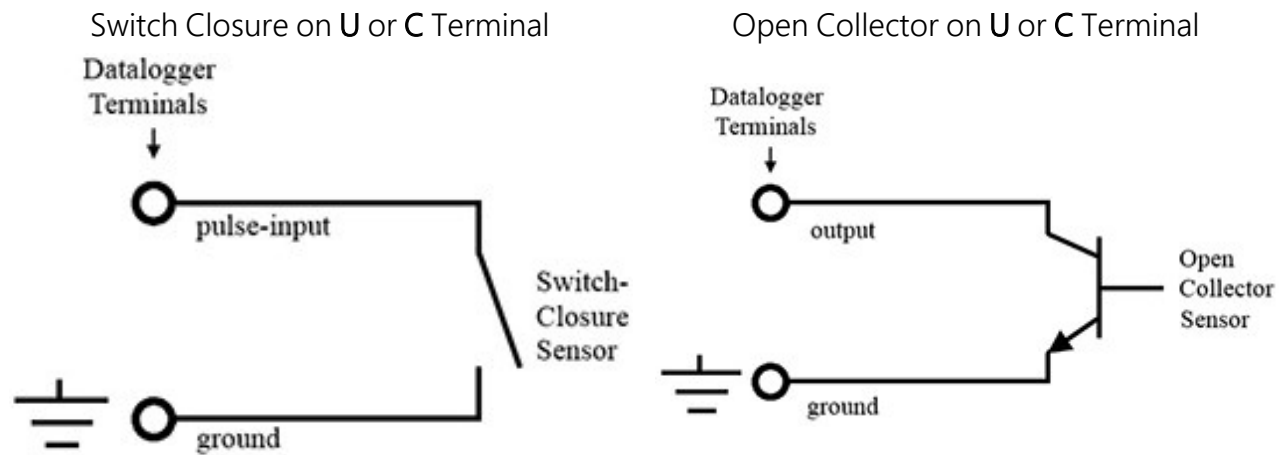 Switch Closure on U or C Terminal
Datalogger
Terminals
pulse-input
Switch-
Closure
Sensor
ground
Open Collector on U or C Terminal
Datalogger
Terminals
output
Open
Collector
Sensor
ground